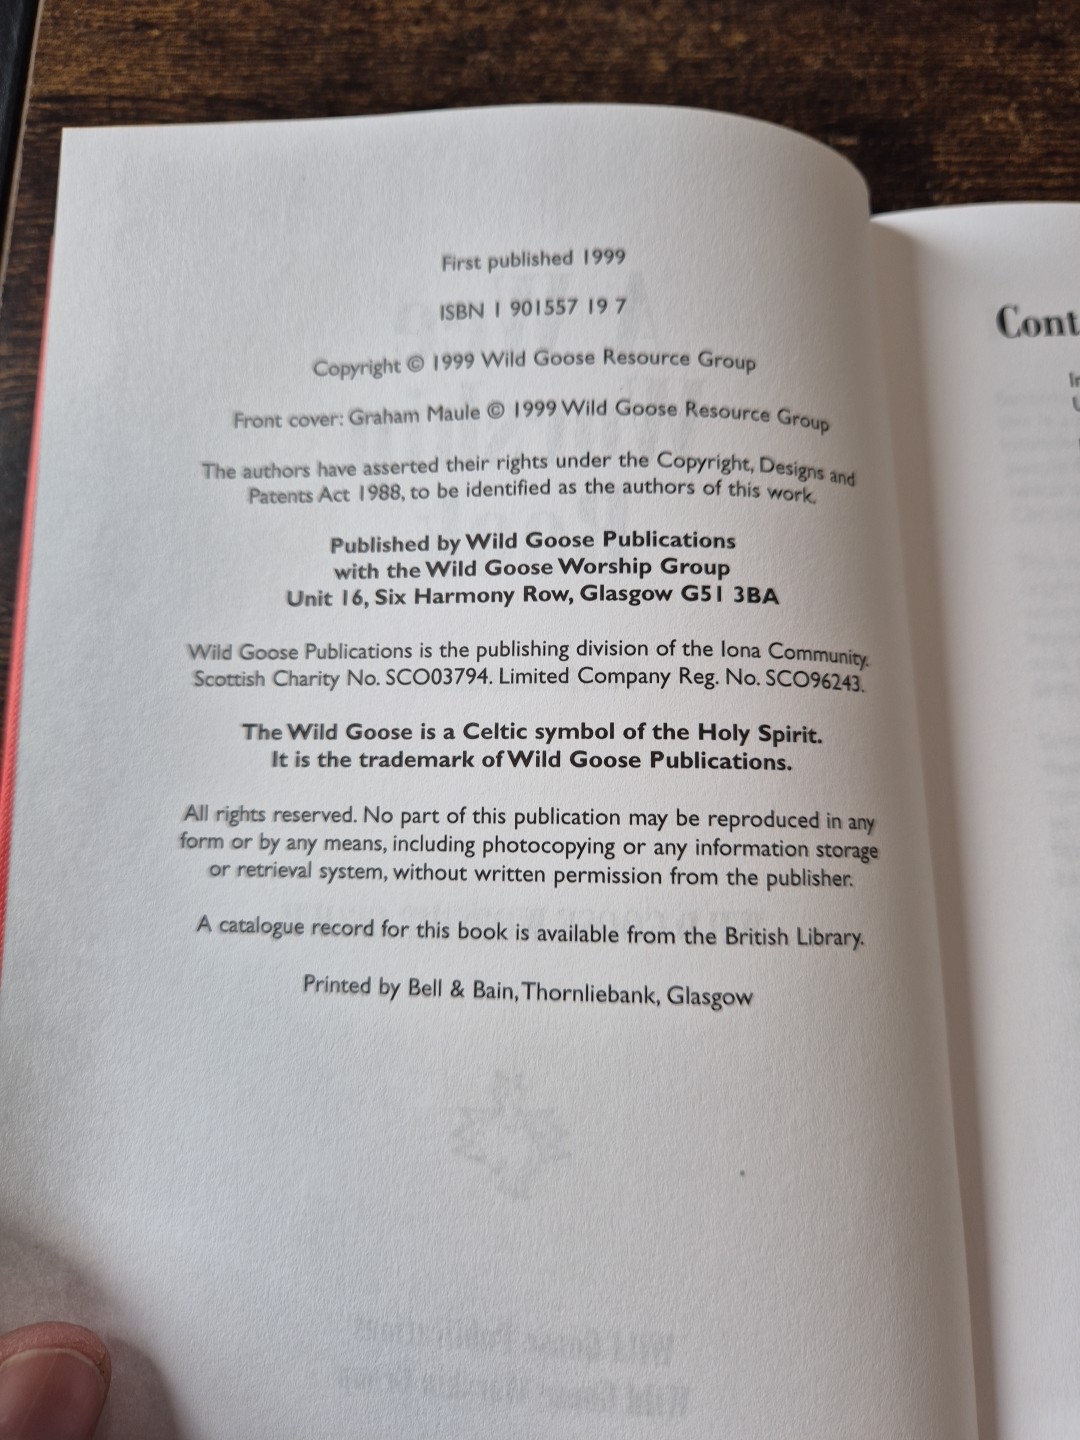 First published 1999
ISBN 1 901557 19 7
Copyright © 1999 Wild Goose Resource Group
Front cover: Graham Maule © 1999 Wild Goose Resource Group
The authors have asserted their rights under the Copyright, Designs and
Patents Act 1988, to be identified as the authors of this work.
Published by Wild Goose Publications
with the Wild Goose Worship Group
Unit 16, Six Harmony Row, Glasgow G51 3BA
Wild Goose Publications is the publishing division of the Iona Community.
Scottish Charity No. SCO03794. Limited Company Reg. No. SCO96243.
The Wild Goose is a Celtic symbol of the Holy Spirit.
It is the trademark of Wild Goose Publications.
All rights reserved. No part of this publication may be reproduced in any
form or by any means, including photocopying or any information storage
or retrieval system, without written permission from the publisher.
A catalogue record for this book is available from the British Library.
Printed by Bell & Bain, Thornliebank, Glasgow
Cont